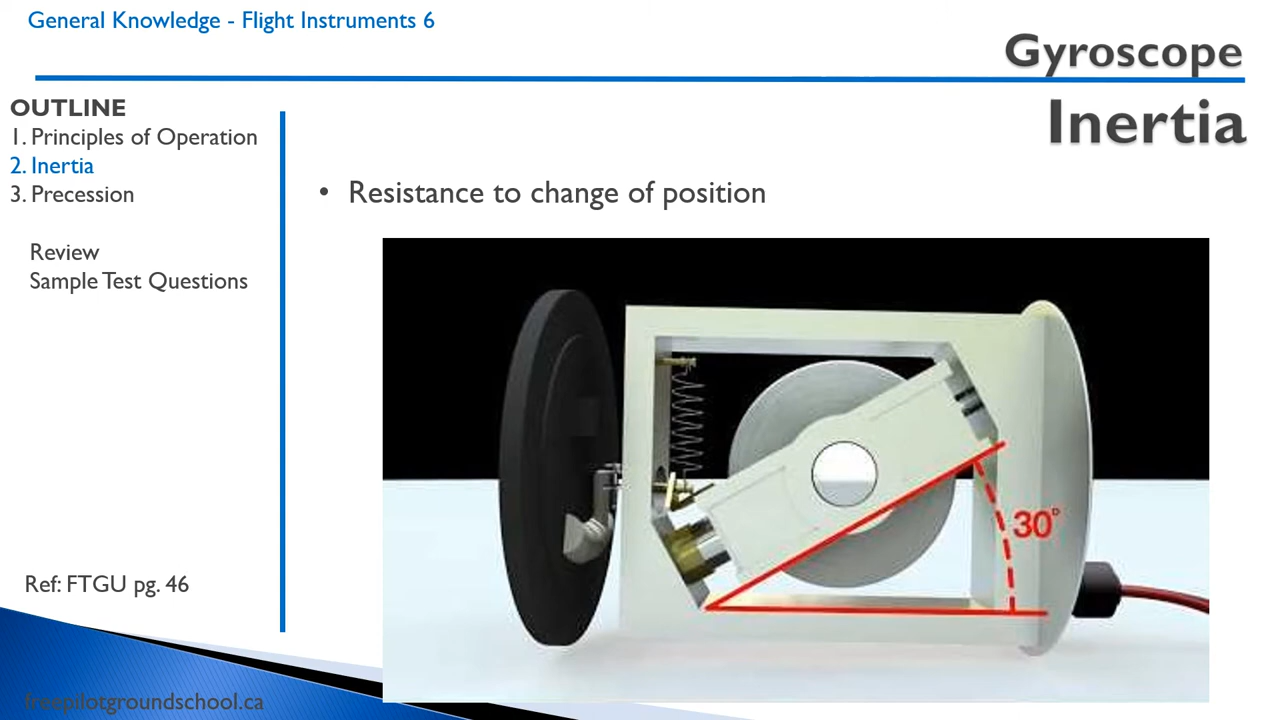 General Knowledge - Flight Instruments 6
Gyroscope
Inertia
OUTLINE
1. Principles of Operation
2. Inertia
3. Precession
Review
Sample Test Questions
• Resistance to change of position
30°
Ref: FTGU pg. 46
freepilotgroundschool.ca